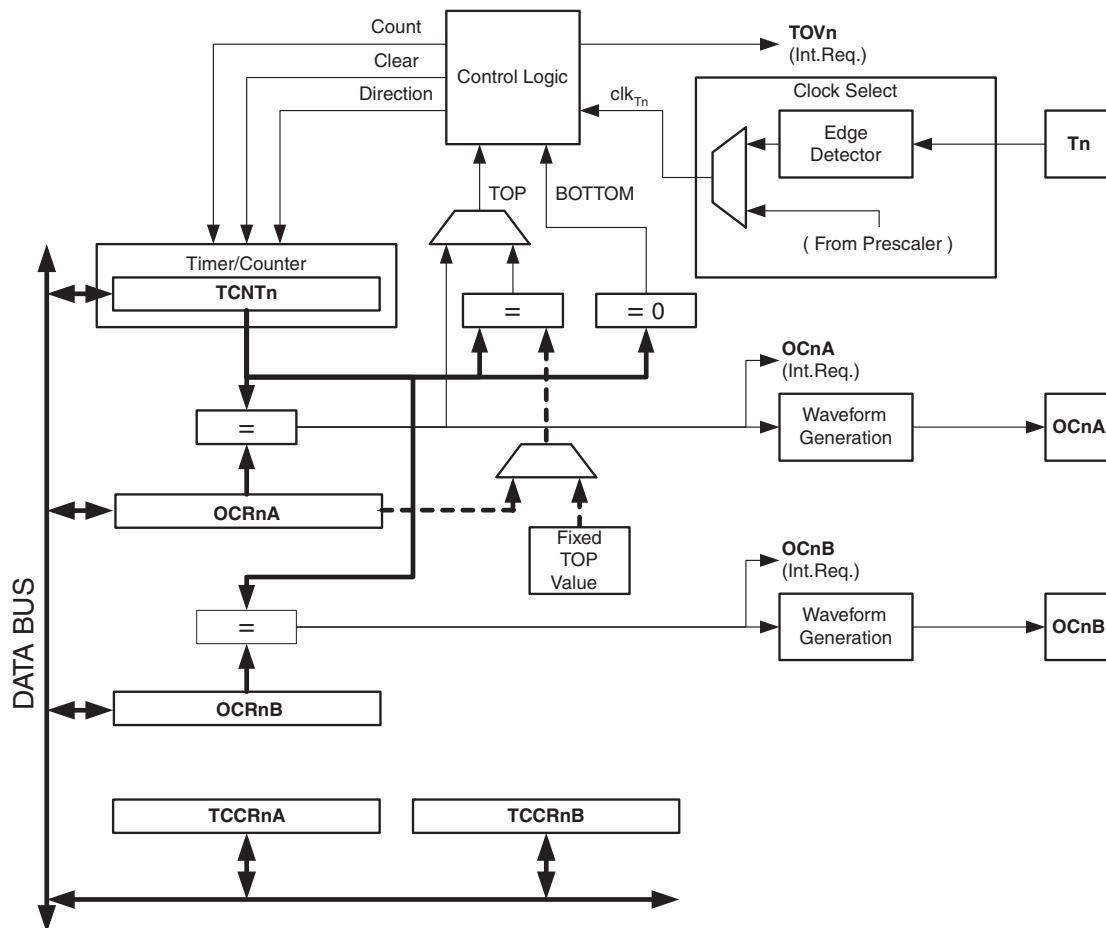 Count
Clear
Direction
Control Logic
TOVn
(Int.Req.)
clkTn
Clock Select
Edge
Detector
Tn
( From Prescaler )
TOP
BOTTOM
Timer/Counter
TCNTn
=
= 0
OCnA
(Int.Req.)
=
Waveform
Generation
OCnA
OCRnA
Fixed
TOP
Value
OCnB
(Int.Req.)
=
Waveform
Generation
OCnB
OCRnB
DATA BUS
TCCRnA
TCCRnB